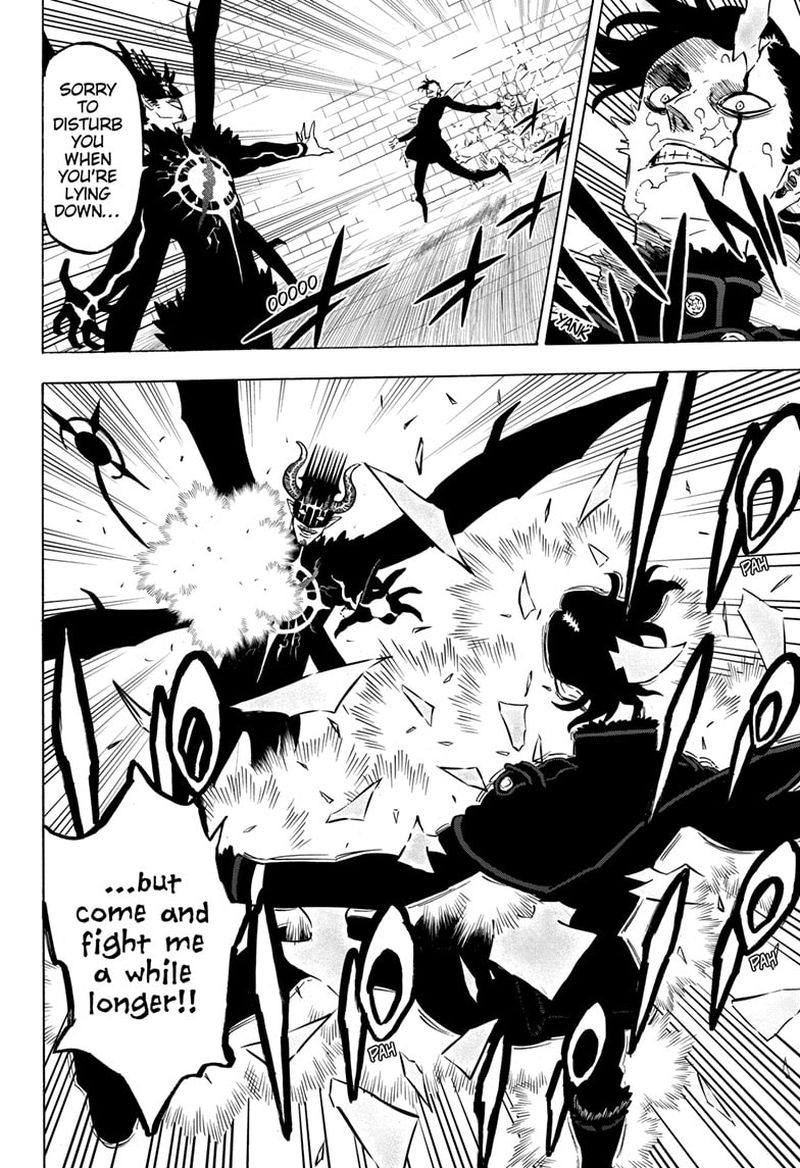 SORRY
TO
DISTURB
YOU
WHEN
YOU'RE
LYING
DOWN...
OOOOO
YANK
PAH
...but
come and
fight me
a while
longer!!
PAH
PAH